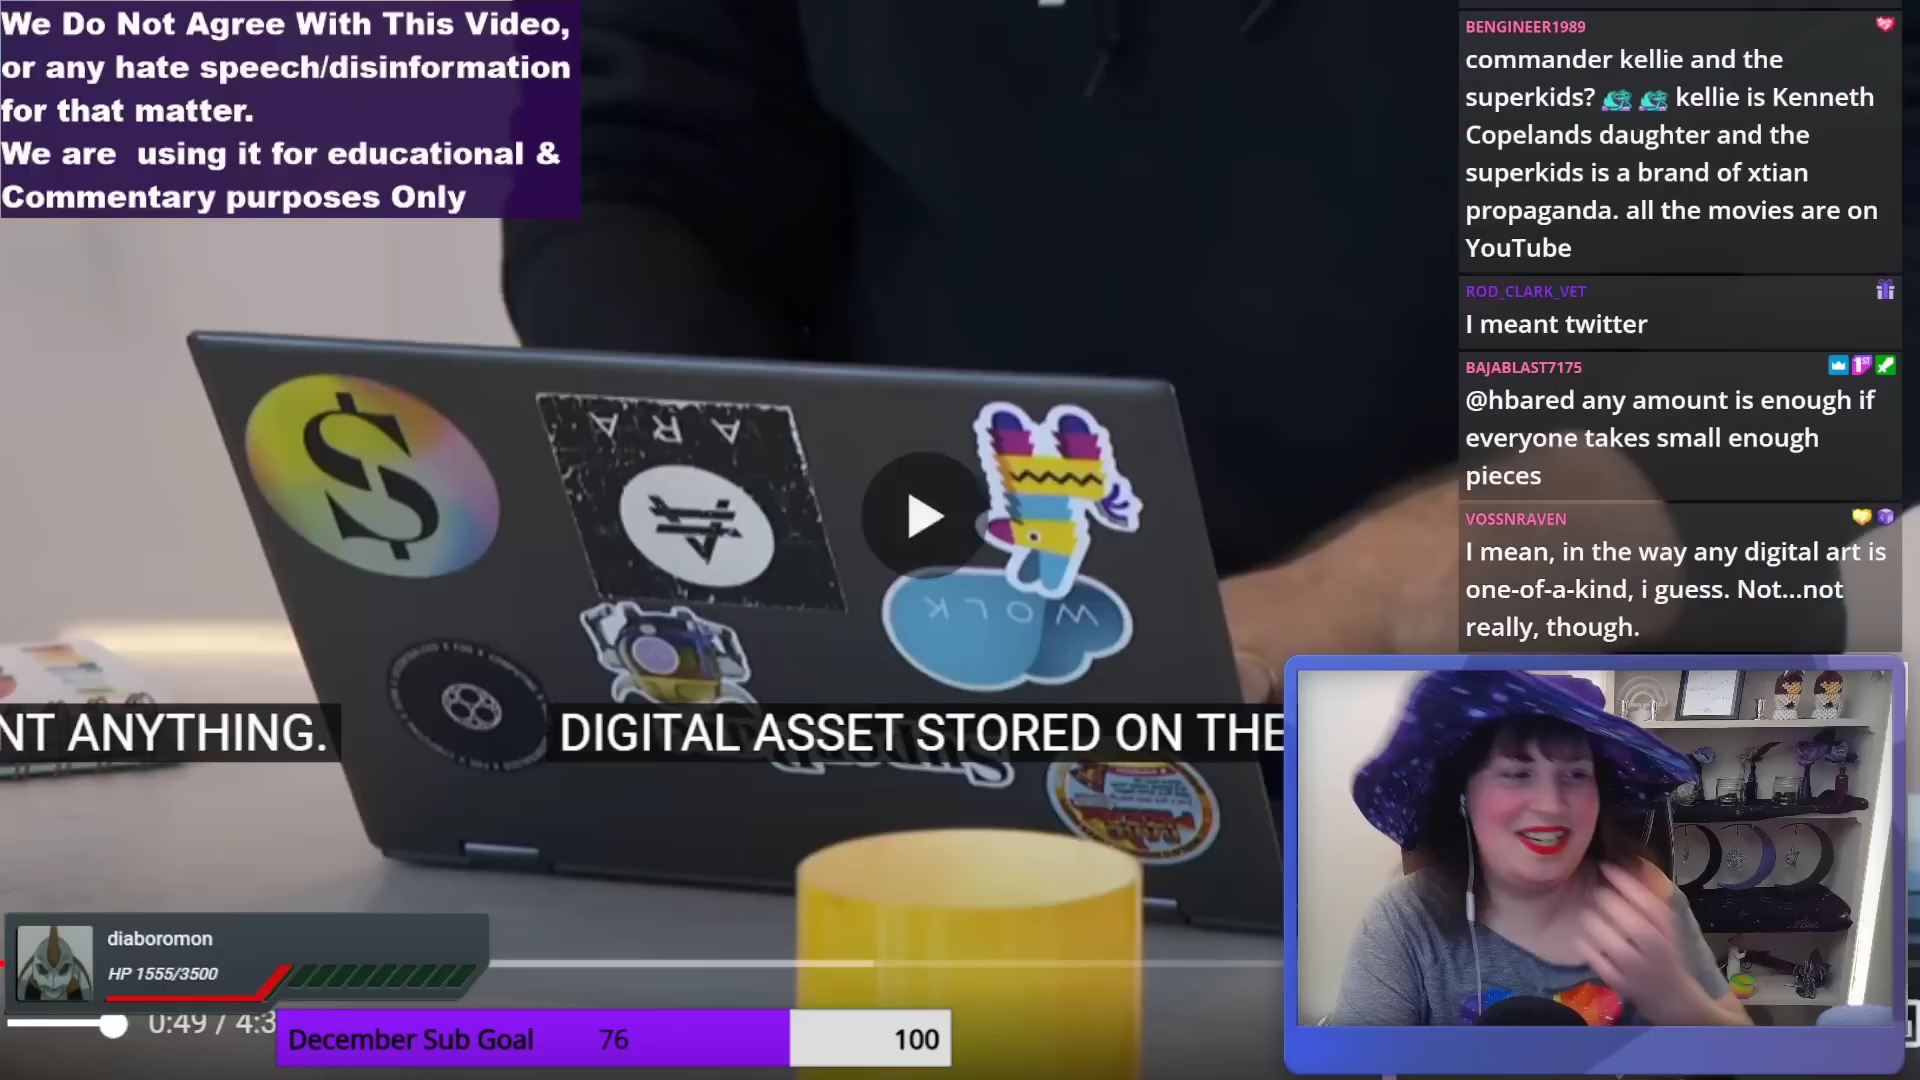 We Do Not Agree With This Video,
or any hate speech/disinformation
for that matter.
We are  using it for educational &
Commentary purposes Only
BENGINEER1989
commander kellie and the
superkids? kellie is Kenneth
Copelands daughter and the
superkids is a brand of xtian
propaganda. all the movies are on
YouTube
ROD_CLARK_VET
I meant twitter
BAJABLAST7175
@hbared any amount is enough if
everyone takes small enough
pieces
VOSSNRAVEN
I mean, in the way any digital art is
one-of-a-kind, i guess. Not...not
really, though.
$
ARA
WOLK
NT ANYTHING.
DIGITAL ASSET STORED ON THE
diaboromon
HP 1555/3500
0:49 / 4:3
December Sub Goal 76 100